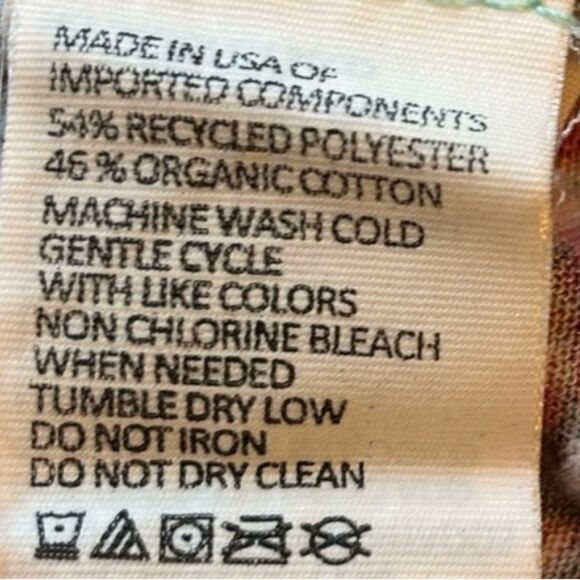 MADE IN USA OF
IMPORTED COMPONENTS
54% RECYCLED POLYESTER
46% ORGANIC COTTON
MACHINE WASH COLD
GENTLE CYCLE
WITH LIKE COLORS
NON CHLORINE BLEACH
WHEN NEEDED
TUMBLE DRY LOW
DO NOT IRON
DO NOT DRY CLEAN